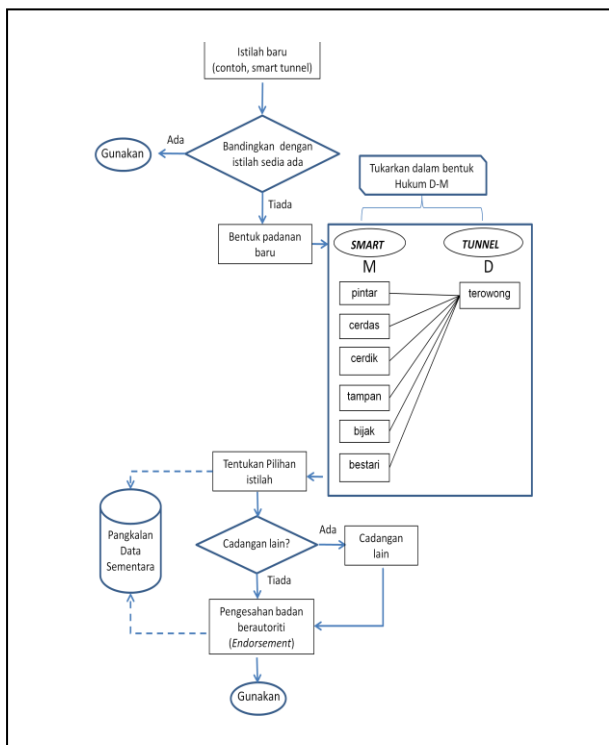 Istilah baru
(contoh, smart tunnel)
Ada
Gunakan
Bandingkan dengan
istilah sedia ada
Tiada
Tukarkan dalam bentuk
Hukum D-M
Bentuk padanan
baru
SMART
TUNNEL
M
D
pintar
terowong
cerdas
cerdik
tampan
bijak
bestari
Tentukan Pilihan
istilah
Pangkalan
Data
Sementara
Cadangan lain?
Ada
Cadangan
lain
Tiada
Pengesahan badan
berautoriti
(Endorsement)
Gunakan